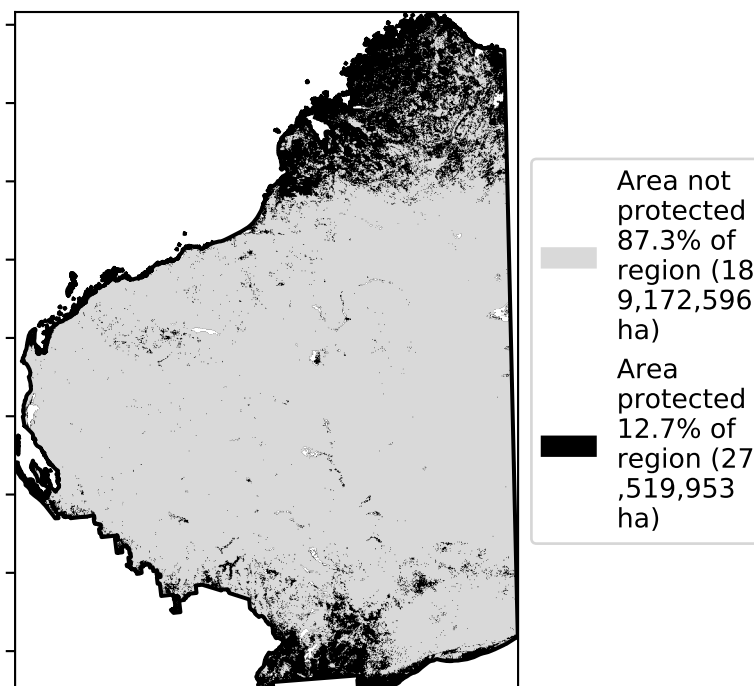 Area not
protected
87.3% of
region (18
9,172,596
ha)
Area
protected
12.7% of
region (27
,519,953
ha)